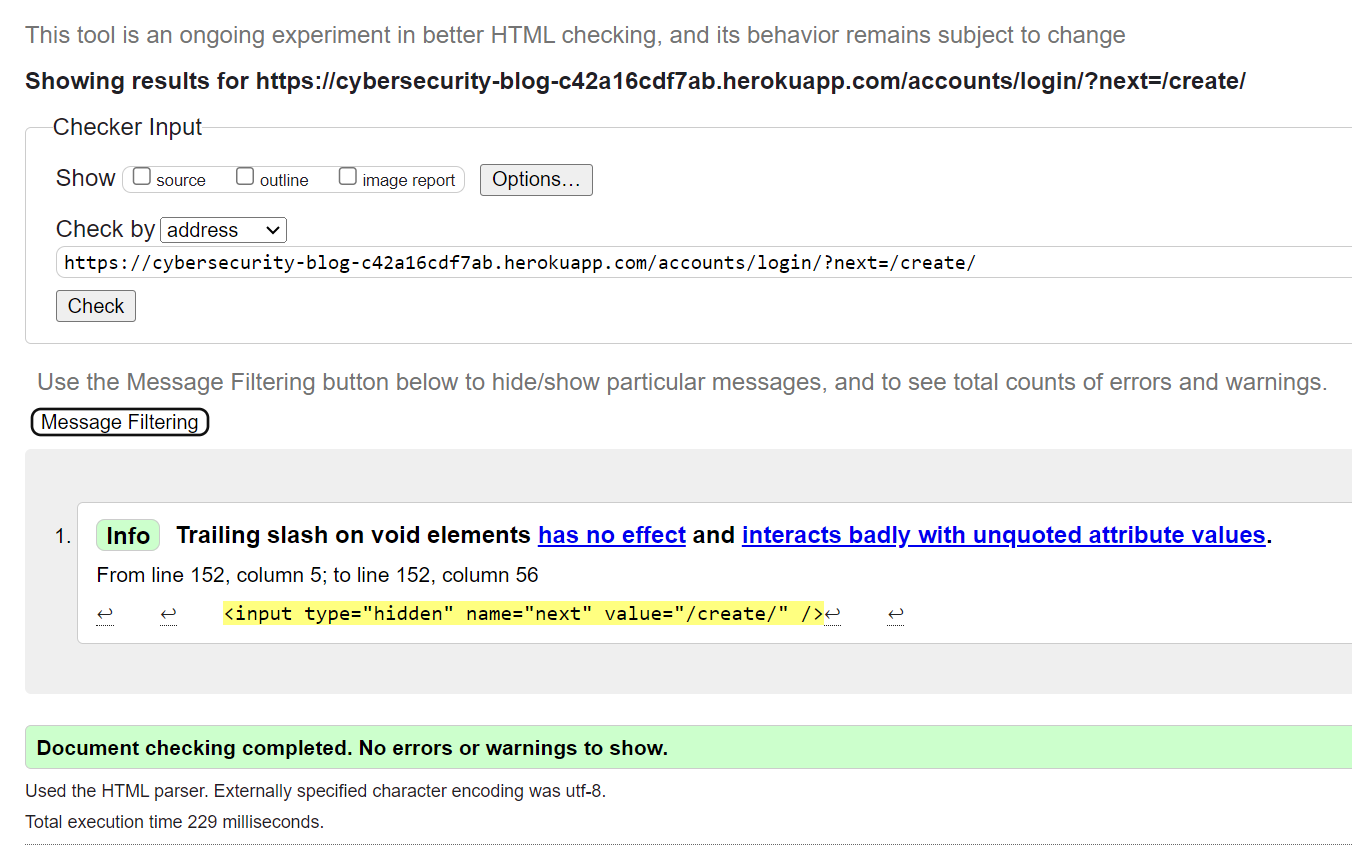 This tool is an ongoing experiment in better HTML checking, and its behavior remains subject to change
Showing results for https://cybersecurity-blog-c42a16cdf7ab.herokuapp.com/accounts/login/?next=/create/
Checker Input
Show source outline image report Options…
Check by address
https://cybersecurity-blog-c42a16cdf7ab.herokuapp.com/accounts/login/?next=/create/
Check
Use the Message Filtering button below to hide/show particular messages, and to see total counts of errors and warnings.
Message Filtering
1. Info Trailing slash on void elements has no effect and interacts badly with unquoted attribute values.
From line 152, column 5; to line 152, column 56
↩ ↩ <input type="hidden" name="next" value="/create/" />↩ ↩
Document checking completed. No errors or warnings to show.
Used the HTML parser. Externally specified character encoding was utf-8.
Total execution time 229 milliseconds.